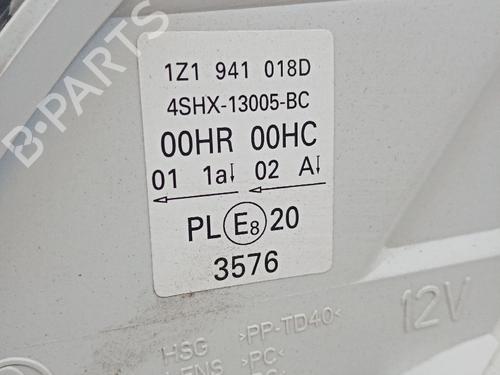 B-PARTS
1Z1 941 018D
4SHX-13005-BC
00HR 00HC
01 1a 02 A
PL E8 20
3576
12V
HSG >PP-TD40<
LENS >PC<